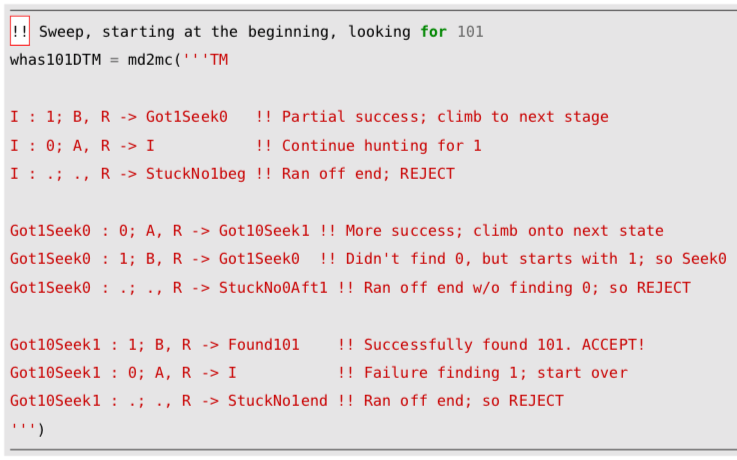 !! Sweep, starting at the beginning, looking for 101
whas101DTM = md2mc('''TM
I : 1; B, R -> Got1Seek0   !! Partial success; climb to next stage
I : 0; A, R -> I           !! Continue hunting for 1
I : .; ., R -> StuckNo1beg !! Ran off end; REJECT
Got1Seek0 : 0; A, R -> Got10Seek1 !! More success; climb onto next state
Got1Seek0 : 1; B, R -> Got1Seek0  !! Didn't find 0, but starts with 1; so Seek0
Got1Seek0 : .; ., R -> StuckNo0Aft1 !! Ran off end w/o finding 0; so REJECT
Got10Seek1 : 1; B, R -> Found101    !! Successfully found 101. ACCEPT!
Got10Seek1 : 0; A, R -> I           !! Failure finding 1; start over
Got10Seek1 : .; ., R -> StuckNo1end !! Ran off end; so REJECT
''')